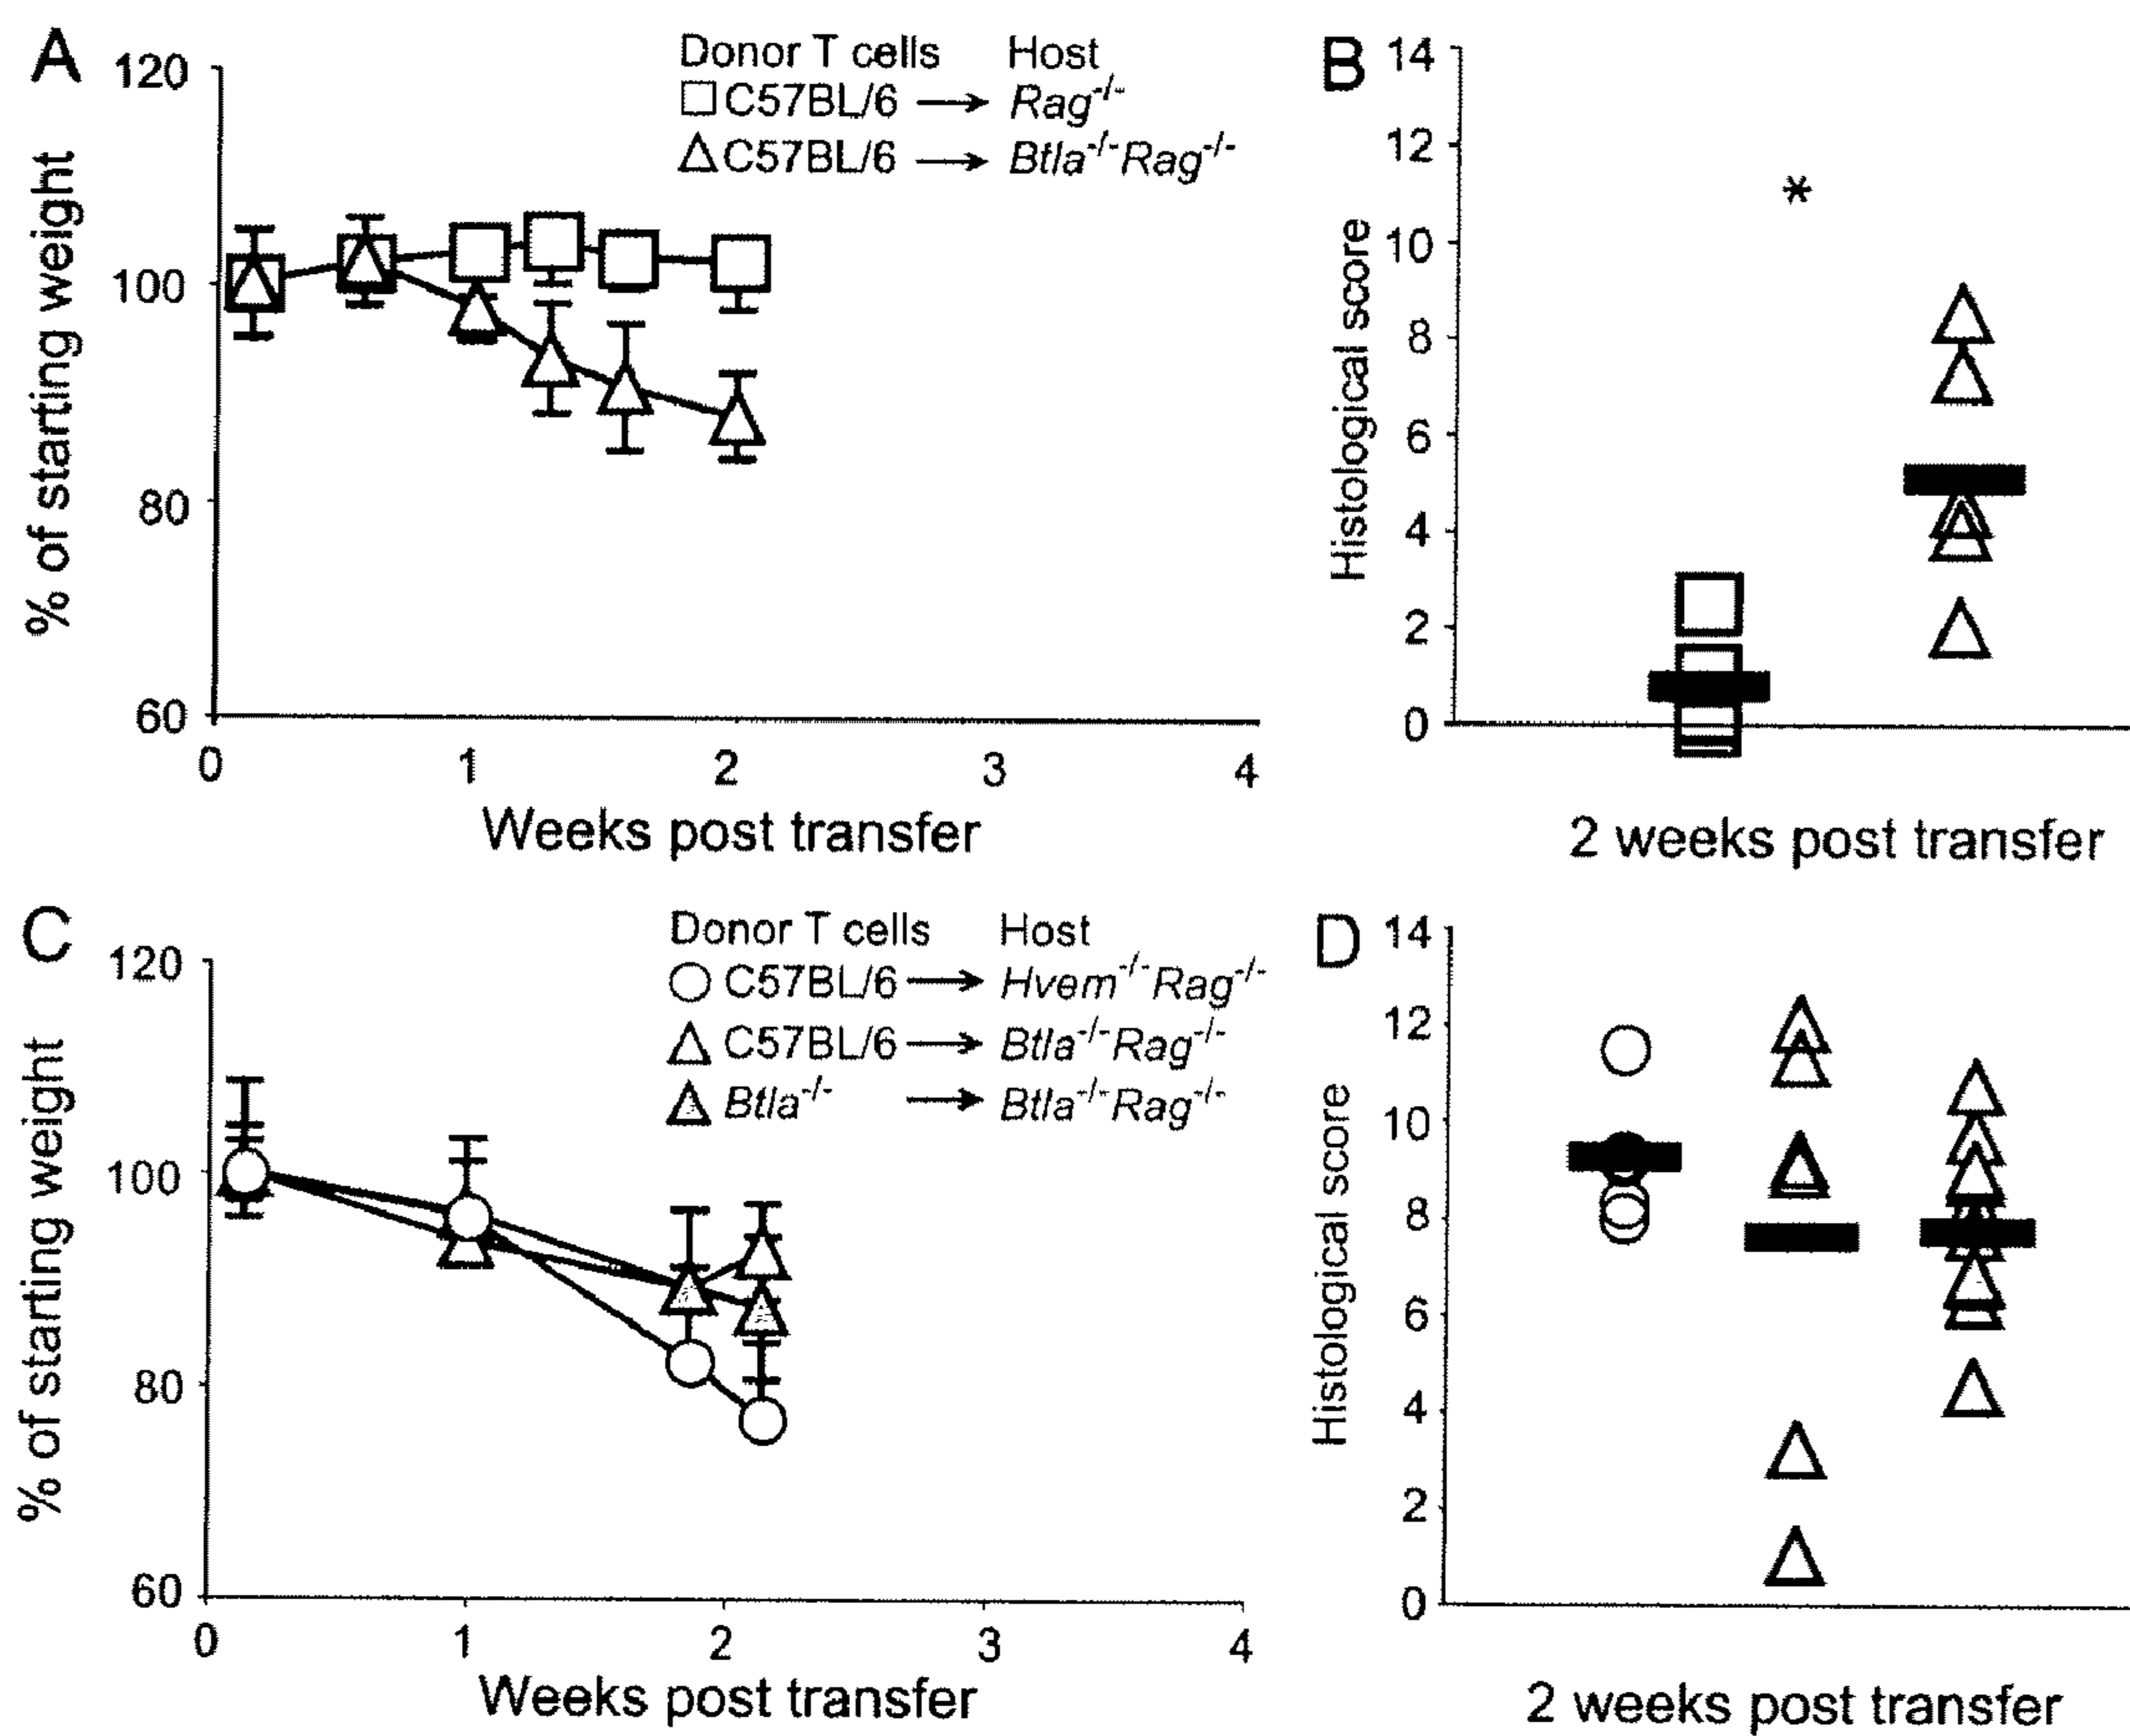 A
Donor T cells Host
C57BL/6 → Rag-/-
C57BL/6 → Btla-/-Rag-/-
% of starting weight
120
100
80
60
0 1 2 3 4
Weeks post transfer
B
Histological score
14
12
10
8
6
4
2
0
*
2 weeks post transfer
C
Donor T cells Host
C57BL/6 → Hvem-/-Rag-/-
C57BL/6 → Btla-/-Rag-/-
Btla-/- → Btla-/-Rag-/-
% of starting weight
120
100
80
60
0 1 2 3 4
Weeks post transfer
D
Histological score
14
12
10
8
6
4
2
0
2 weeks post transfer